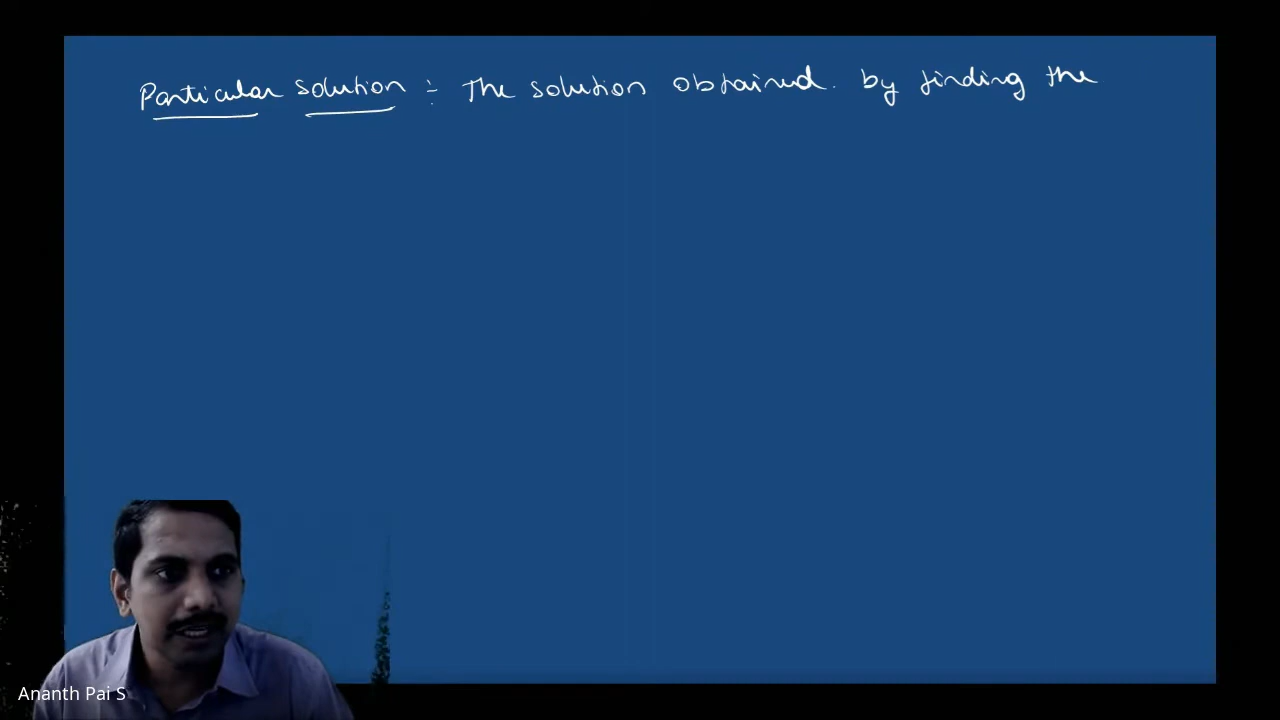 Particular solution :- The solution obtained. by finding the
Ananth Pai S